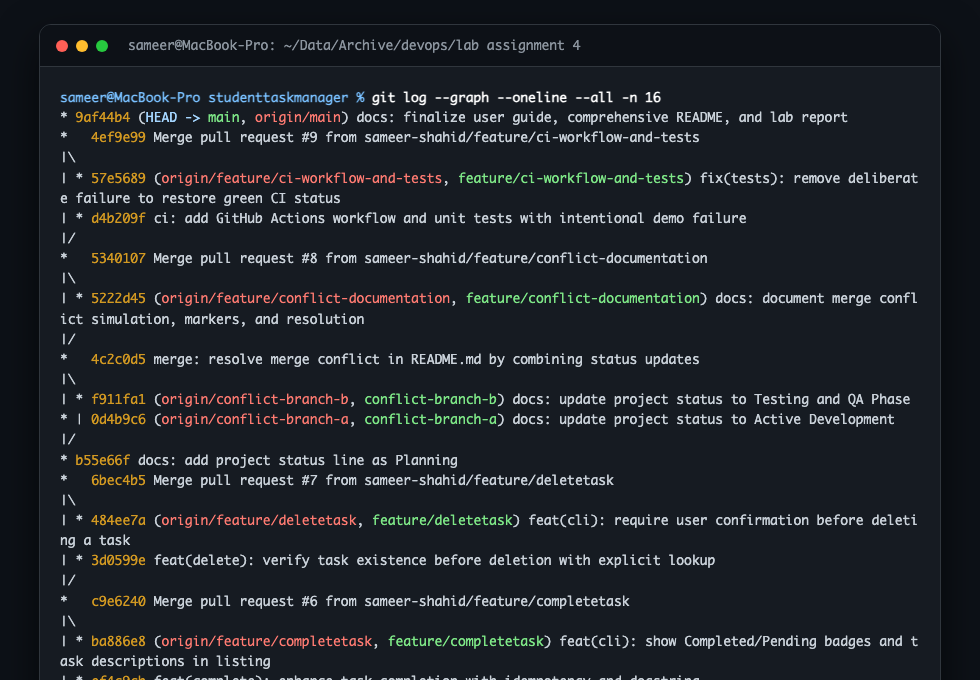 sameer@MacBook-Pro: ~/Data/Archive/devops/lab assignment 4
sameer@MacBook-Pro studenttaskmanager % git log --graph --oneline --all -n 16
* 9af44b4 (HEAD -> main, origin/main) docs: finalize user guide, comprehensive README, and lab report
*   4ef9e99 Merge pull request #9 from sameer-shahid/feature/ci-workflow-and-tests
|\
| * 57e5689 (origin/feature/ci-workflow-and-tests, feature/ci-workflow-and-tests) fix(tests): remove deliberat
e failure to restore green CI status
| * d4b209f ci: add GitHub Actions workflow and unit tests with intentional demo failure
|/
*   5340107 Merge pull request #8 from sameer-shahid/feature/conflict-documentation
|\
| * 5222d45 (origin/feature/conflict-documentation, feature/conflict-documentation) docs: document merge confl
ict simulation, markers, and resolution
|/
*   4c2c0d5 merge: resolve merge conflict in README.md by combining status updates
|\
| * f911fa1 (origin/conflict-branch-b, conflict-branch-b) docs: update project status to Testing and QA Phase
* | 0d4b9c6 (origin/conflict-branch-a, conflict-branch-a) docs: update project status to Active Development
|/
* b55e66f docs: add project status line as Planning
*   6bec4b5 Merge pull request #7 from sameer-shahid/feature/deletetask
|\
| * 484ee7a (origin/feature/deletetask, feature/deletetask) feat(cli): require user confirmation before deleti
ng a task
| * 3d0599e feat(delete): verify task existence before deletion with explicit lookup
|/
*   c9e6240 Merge pull request #6 from sameer-shahid/feature/completetask
|\
| * ba886e8 (origin/feature/completetask, feature/completetask) feat(cli): show Completed/Pending badges and t
ask descriptions in listing
| * feat(complete): enhance task completion with idempotency and docstring